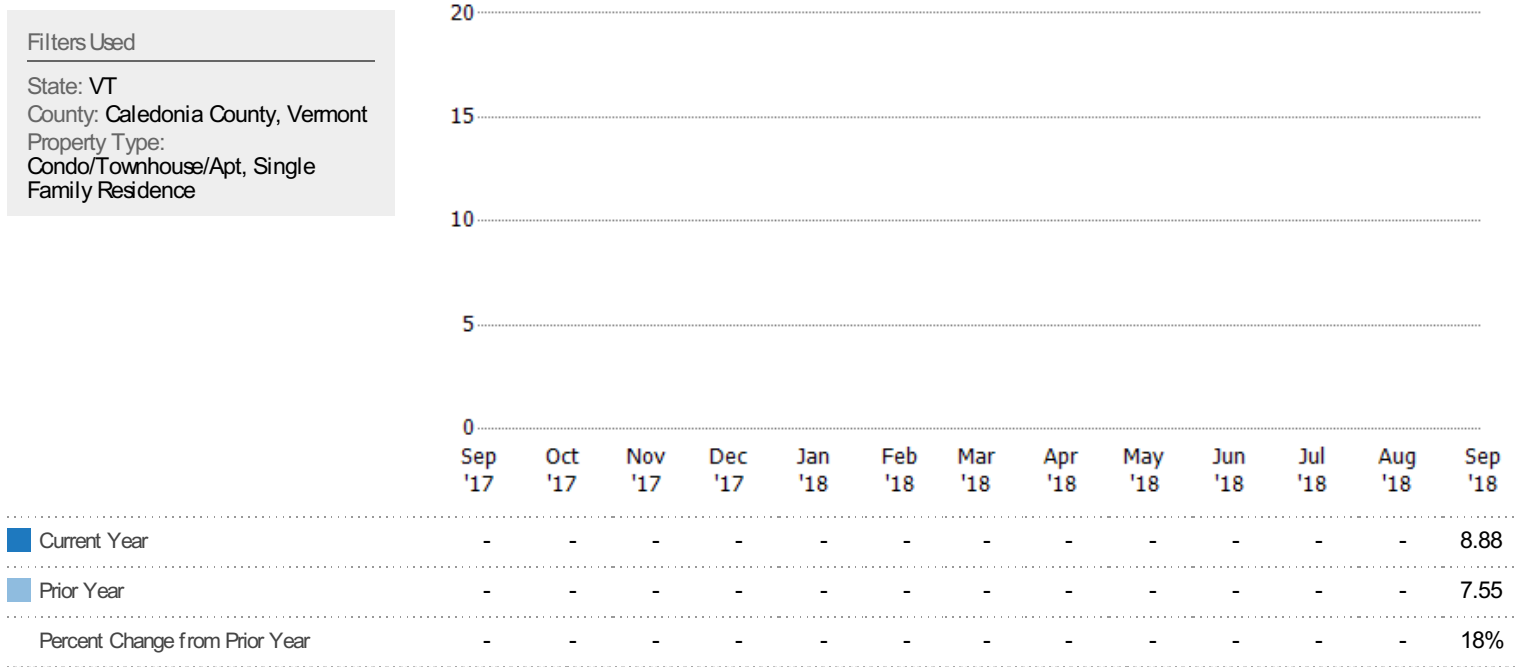 Filters Used
State: VT
County: Caledonia County, Vermont
Property Type:
Condo/Townhouse/Apt, Single
Family Residence
20
15
10
5
0
Sep Oct Nov Dec Jan Feb Mar Apr May Jun Jul Aug Sep
'17 '17 '17 '17 '18 '18 '18 '18 '18 '18 '18 '18 '18
Current Year - - - - - - - - - - - - 8.88
Prior Year - - - - - - - - - - - - 7.55
Percent Change from Prior Year - - - - - - - - - - - - 18%